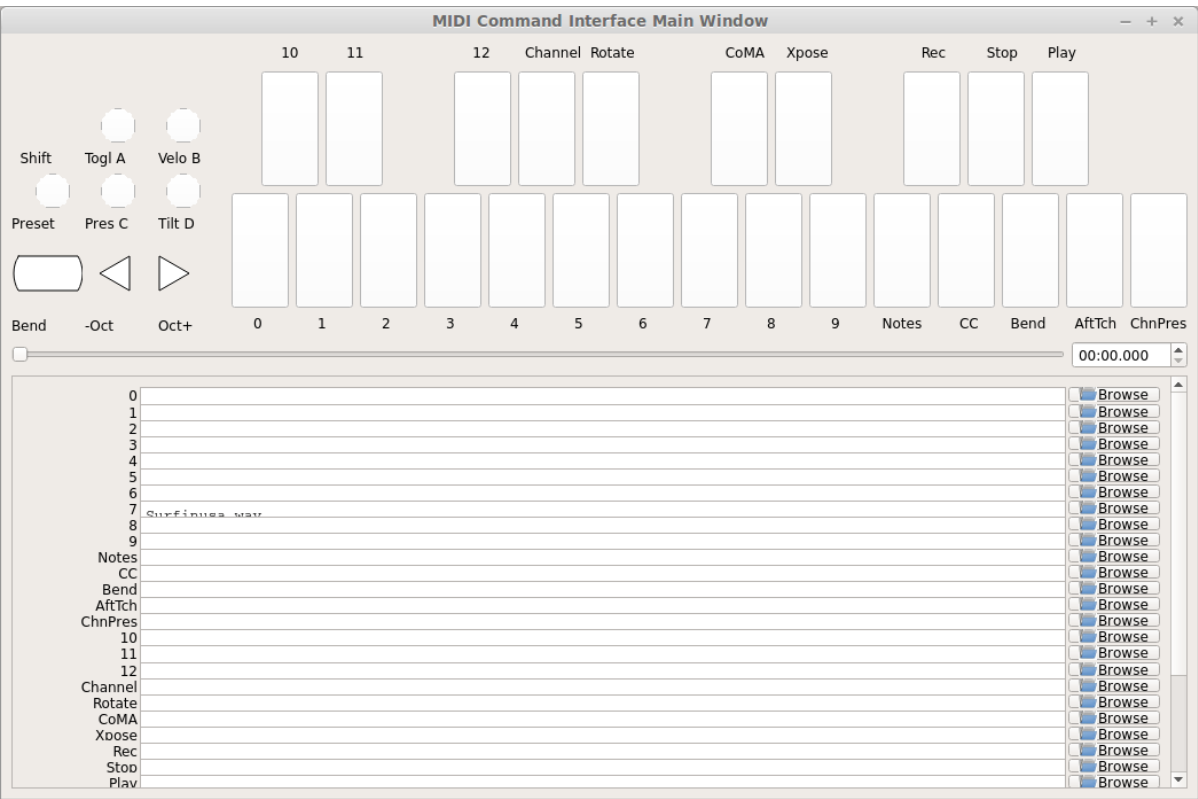 MIDI Command Interface Main Window
10 11 12 Channel Rotate CoMA Xpose Rec Stop Play
Shift Togl A Velo B
Preset Pres C Tilt D
Bend -Oct Oct+ 0 1 2 3 4 5 6 7 8 9 Notes CC Bend AftTch ChnPres
00:00.000
0 Browse
1 Browse
2 Browse
3 Browse
4 Browse
5 Browse
6 Browse
7 Surfinusa.wav Browse
8 Browse
9 Browse
Notes Browse
CC Browse
Bend Browse
AftTch Browse
ChnPres Browse
10 Browse
11 Browse
12 Browse
Channel Browse
Rotate Browse
CoMA Browse
Xpose Browse
Rec Browse
Stop Browse
Play Browse